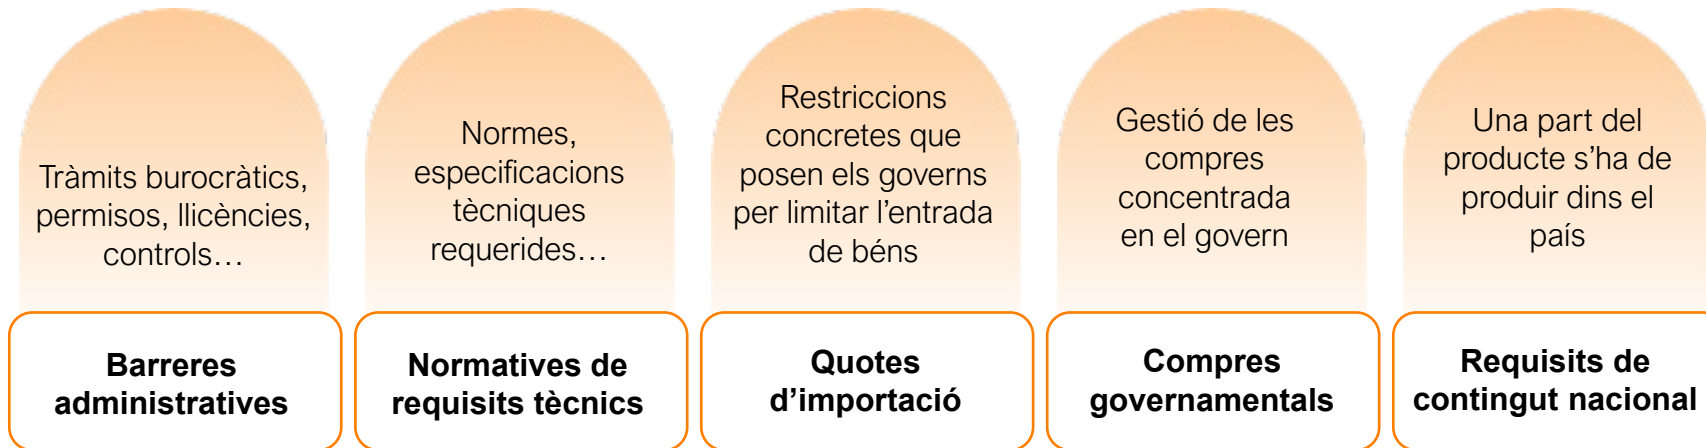 Tràmits burocràtics,
permisos, llicències,
controls…
Barreres
administratives
Normes,
especificacions
tècniques
requerides…
Normatives de
requisits tècnics
Restriccions
concretes que
posen els governs
per limitar l’entrada
de béns
Quotes
d’importació
Gestió de les
compres
concentrada
en el govern
Compres
governamentals
Una part del
producte s’ha de
produir dins el
país
Requisits de
contingut nacional